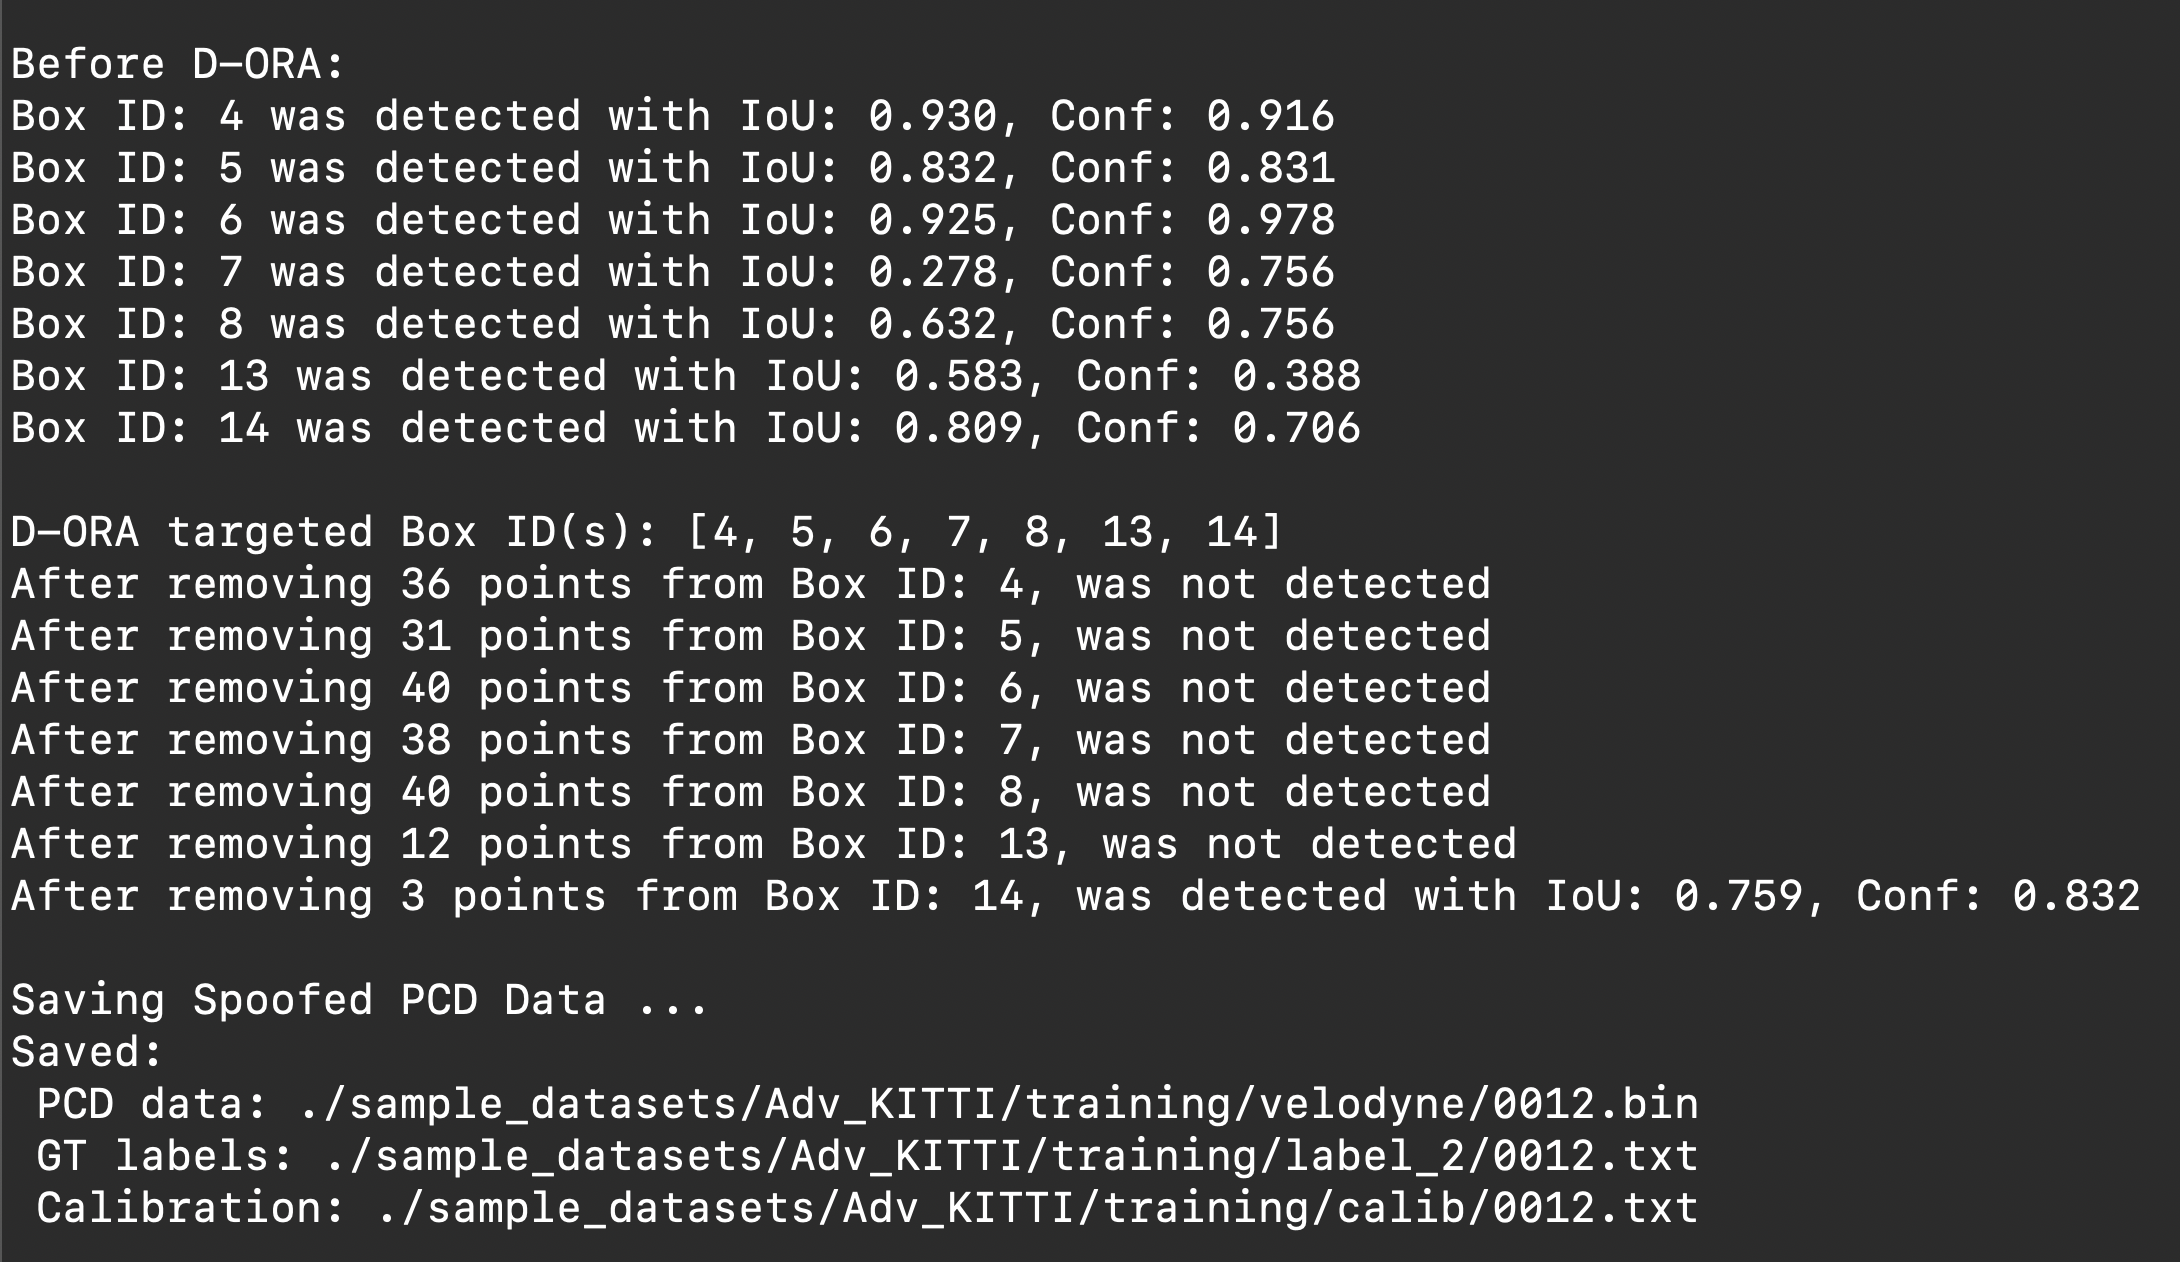 Before D-ORA:
Box ID: 4 was detected with IoU: 0.930, Conf: 0.916
Box ID: 5 was detected with IoU: 0.832, Conf: 0.831
Box ID: 6 was detected with IoU: 0.925, Conf: 0.978
Box ID: 7 was detected with IoU: 0.278, Conf: 0.756
Box ID: 8 was detected with IoU: 0.632, Conf: 0.756
Box ID: 13 was detected with IoU: 0.583, Conf: 0.388
Box ID: 14 was detected with IoU: 0.809, Conf: 0.706
D-ORA targeted Box ID(s): [4, 5, 6, 7, 8, 13, 14]
After removing 36 points from Box ID: 4, was not detected
After removing 31 points from Box ID: 5, was not detected
After removing 40 points from Box ID: 6, was not detected
After removing 38 points from Box ID: 7, was not detected
After removing 40 points from Box ID: 8, was not detected
After removing 12 points from Box ID: 13, was not detected
After removing 3 points from Box ID: 14, was detected with IoU: 0.759, Conf: 0.832
Saving Spoofed PCD Data ...
Saved:
PCD data: ./sample_datasets/Adv_KITTI/training/velodyne/0012.bin
GT labels: ./sample_datasets/Adv_KITTI/training/label_2/0012.txt
Calibration: ./sample_datasets/Adv_KITTI/training/calib/0012.txt